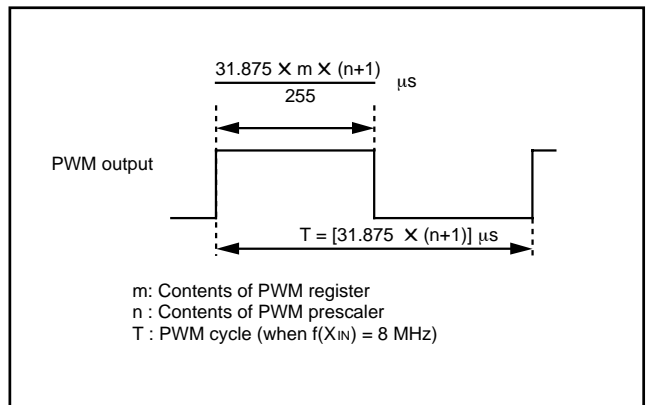 31.875 × m × (n+1)
255
μs
PWM output
T = [31.875 × (n+1)] μs
m: Contents of PWM register
n : Contents of PWM prescaler
T : PWM cycle (when f(XIN) = 8 MHz)